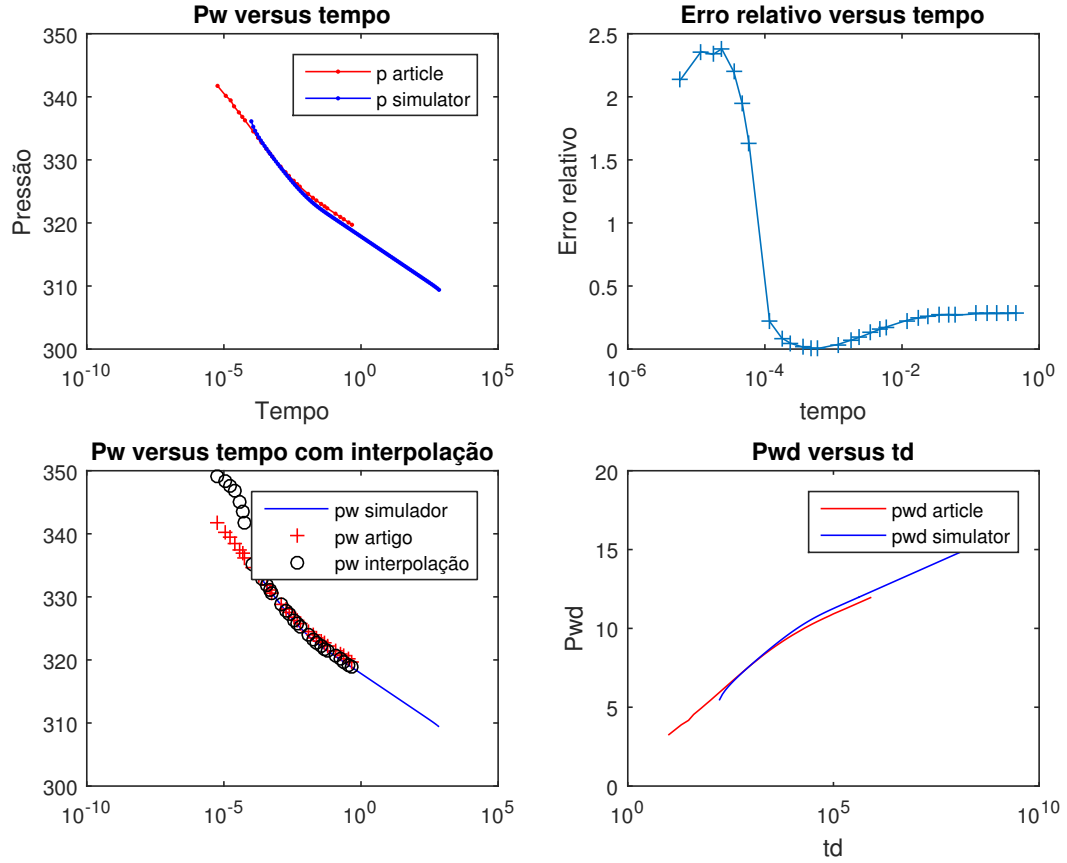 Pw versus tempo
350
340
330
320
310
300
Pressão
p article
p simulator
10^-10
10^-5
10^0
10^5
Tempo
Erro relativo versus tempo
2.5
2
1.5
1
0.5
0
Erro relativo
10^-6
10^-4
10^-2
10^0
tempo
Pw versus tempo com interpolação
350
340
330
320
310
300
pw simulador
pw artigo
pw interpolação
10^-10
10^-5
10^0
10^5
Pwd versus td
20
15
10
5
0
Pwd
pwd article
pwd simulator
10^0
10^5
10^10
td